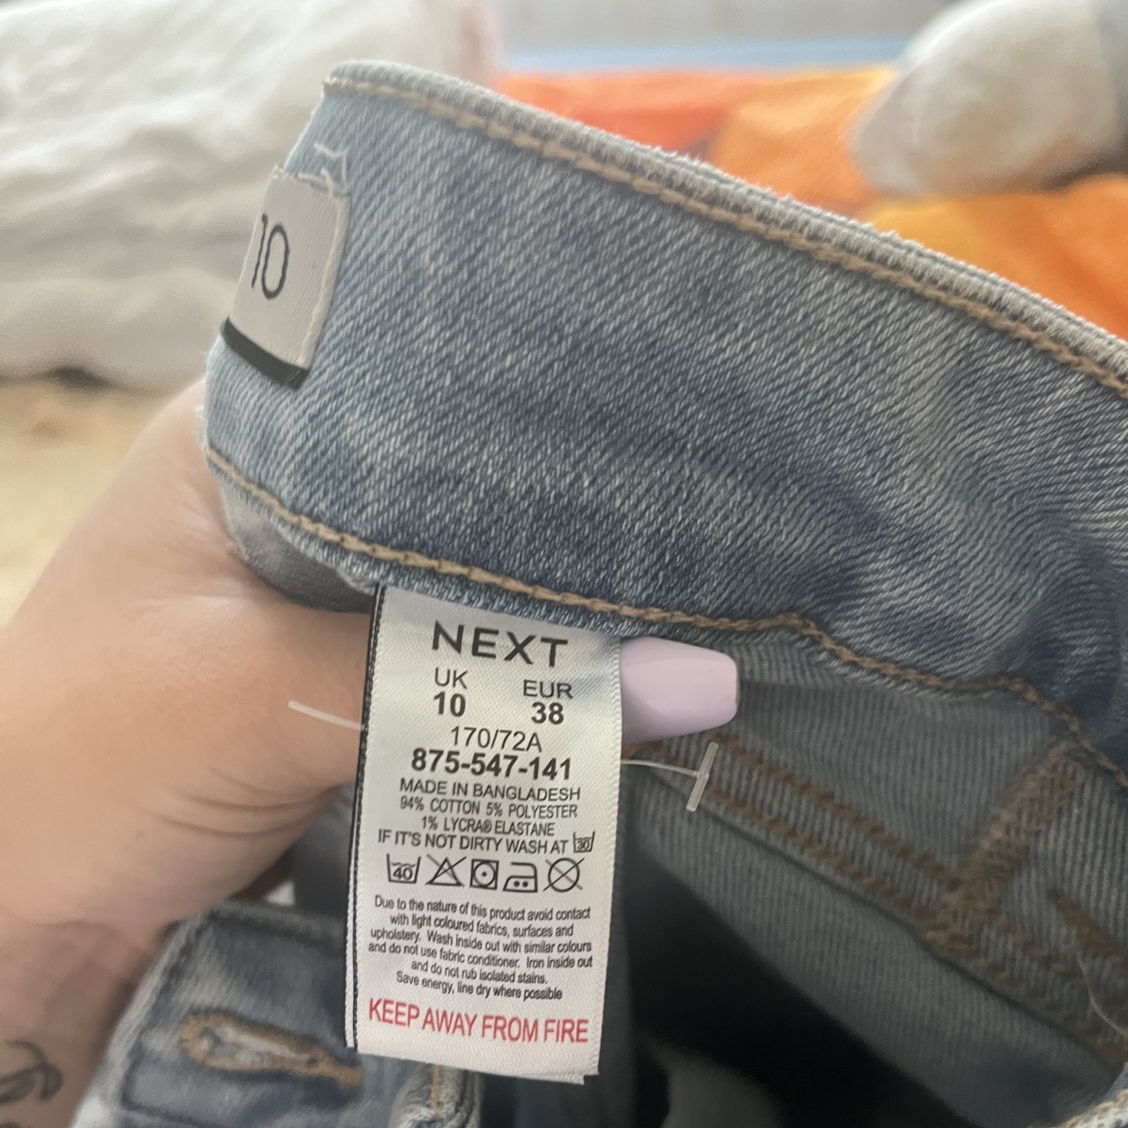 10
NEXT
UK EUR
10 38
170/72A
875-547-141
MADE IN BANGLADESH
94% COTTON 5% POLYESTER
1% LYCRA® ELASTANE
IF IT'S NOT DIRTY WASH AT 30
40
Due to the nature of this product avoid contact
with light coloured fabrics, surfaces and
upholstery. Wash inside out with similar colours
and do not use fabric conditioner. Iron inside out
and do not rub isolated stains.
Save energy, line dry where possible
KEEP AWAY FROM FIRE